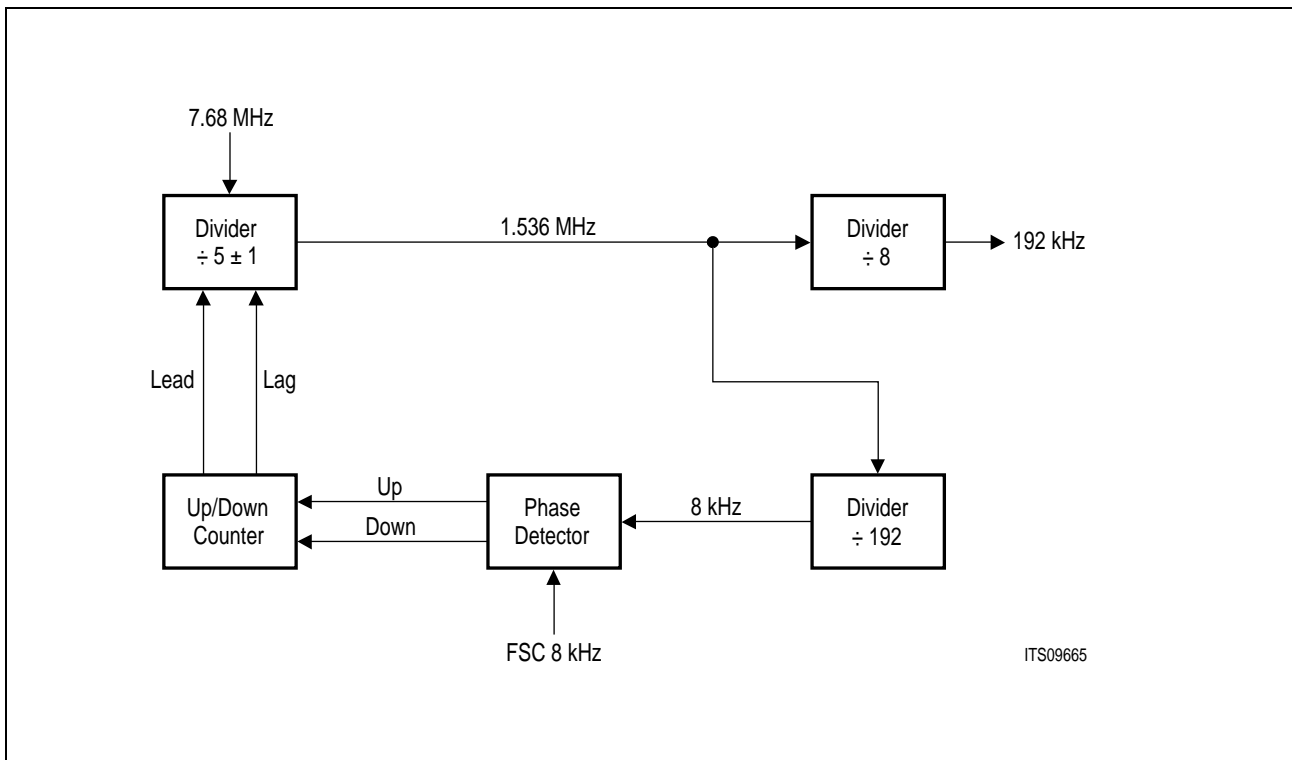 7.68 MHz
Divider
÷ 5 ± 1
1.536 MHz
Divider
÷ 8
192 kHz
Lead
Lag
Up/Down
Counter
Up
Down
Phase
Detector
8 kHz
Divider
÷ 192
FSC 8 kHz
ITS09665